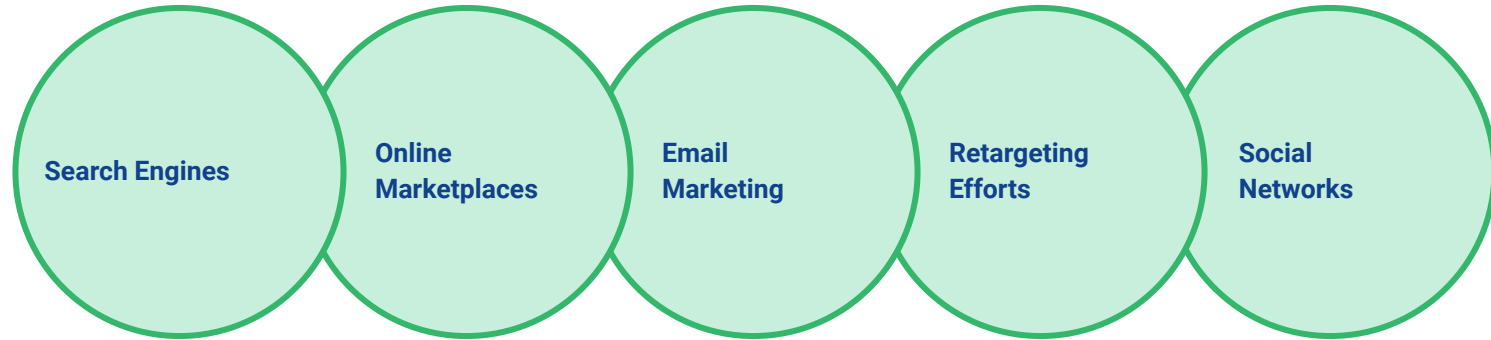 Search Engines
Online
Marketplaces
Email
Marketing
Retargeting
Efforts
Social
Networks